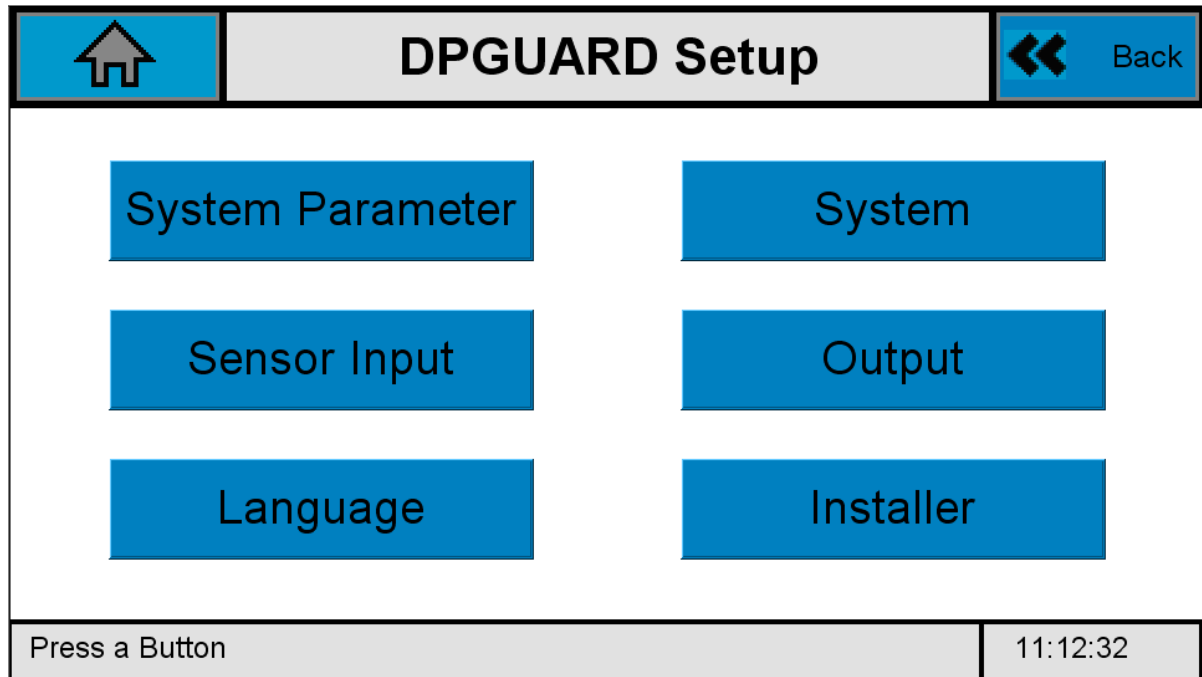 DPGUARD Setup
Back
System Parameter
System
Sensor Input
Output
Language
Installer
Press a Button
11:12:32